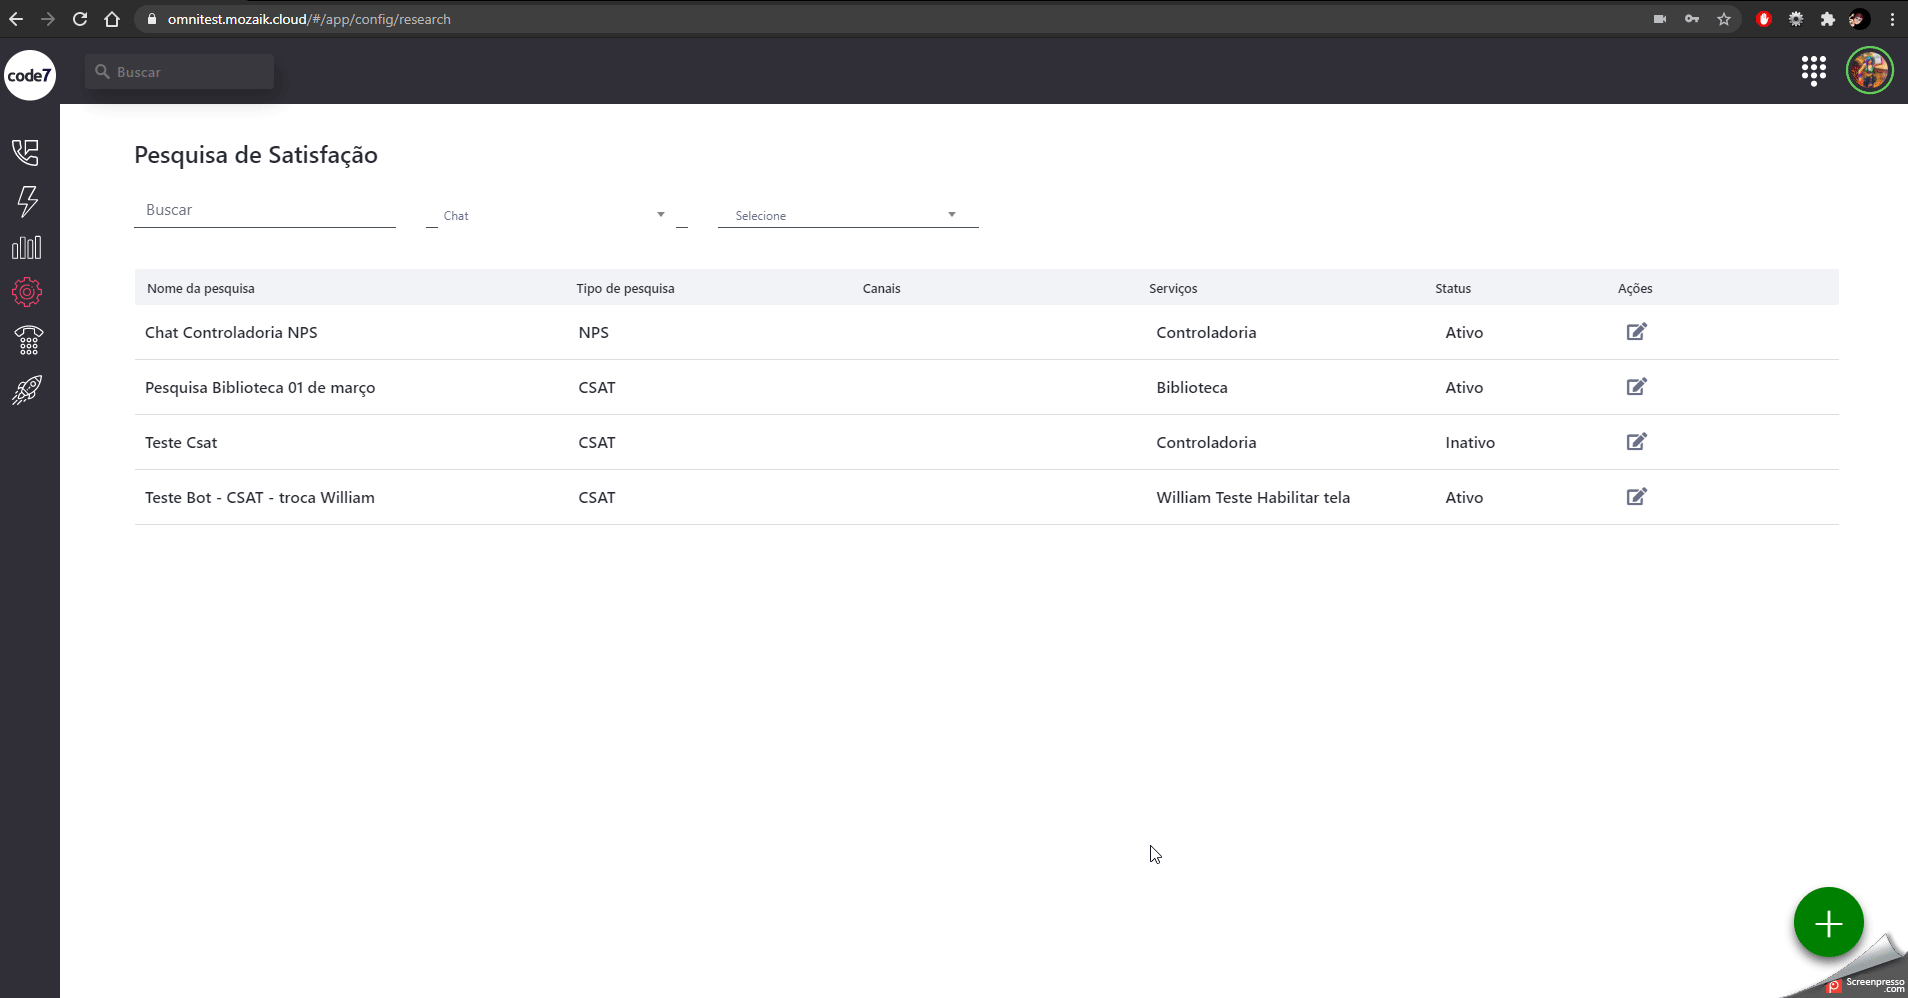 omnitest.mozaik.cloud/#/app/config/research
code7
Buscar
Pesquisa de Satisfação
Buscar
Chat
Selecione
Nome da pesquisa Tipo de pesquisa Canais Serviços Status Ações
Chat Controladoria NPS NPS Controladoria Ativo
Pesquisa Biblioteca 01 de março CSAT Biblioteca Ativo
Teste Csat CSAT Controladoria Inativo
Teste Bot - CSAT - troca William CSAT William Teste Habilitar tela Ativo
Screenpresso
.com